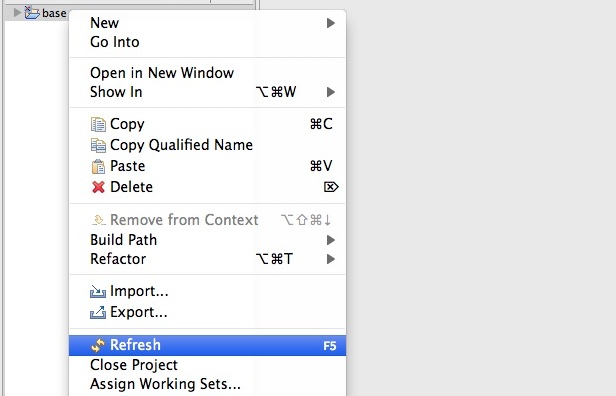 base
New
Go Into
Open in New Window
Show In ⌥⌘W
Copy ⌘C
Copy Qualified Name
Paste ⌘V
Delete ⌦
Remove from Context ⌥⇧⌘↓
Build Path
Refactor ⌥⌘T
Import...
Export...
Refresh F5
Close Project
Assign Working Sets...